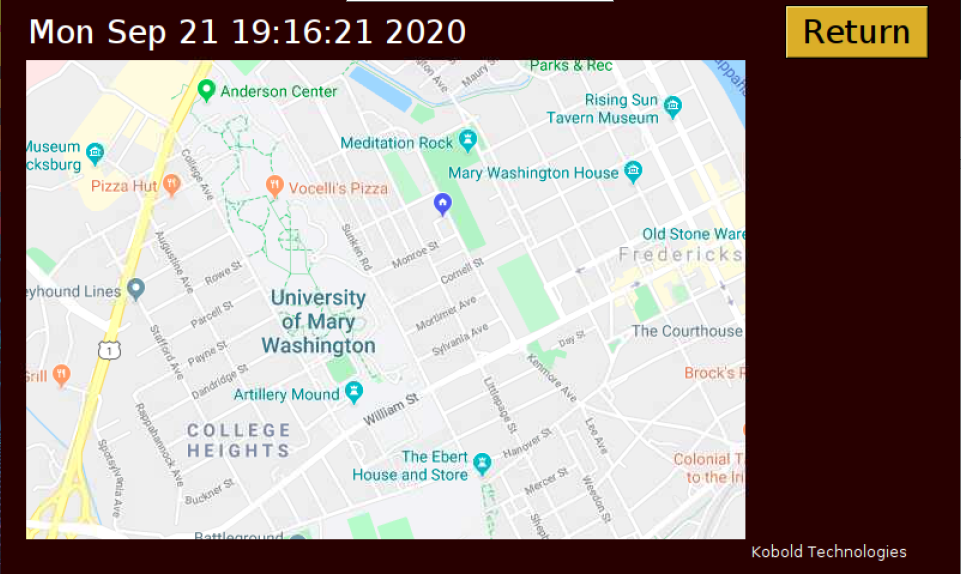 Mon Sep 21 19:16:21 2020
Return
Parks & Rec
Maury
Anderson Center
Rising Sun
Tavern Museum
Meditation Rock
Museum
cksburg
College Ave
Pizza Hut
Vocelli's Pizza
Mary Washington House
Sunken Rd
Monroe St
Old Stone Ware
Fredericks
Augustine Ave
Rowe St
Cornell St
eyhound Lines
University
of Mary
Washington
Parcell St
Mortimer Ave
Sylvania Ave
Day St
The Courthouse
1
Stafford Ave
Payne St
Dandridge St
Kenmore Ave
Grill
Brock's R
Artillery Mound
William St
Littlepage St
Lee Ave
COLLEGE
HEIGHTS
Rappahannock Ave
Spotsylvania Ave
Hanover St
The Ebert
House and Store
Colonial T
to the Iri
Buckner St
Mercer St
Weedon St
Sheph
Battleground
Kobold Technologies